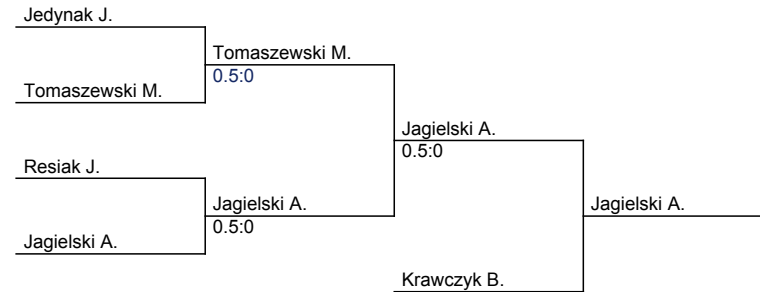 Jedynak J.
Tomaszewski M.
0.5:0
Tomaszewski M.
Jagielski A.
0.5:0
Resiak J.
Jagielski A.
Jagielski A.
0.5:0
Jagielski A.
Krawczyk B.